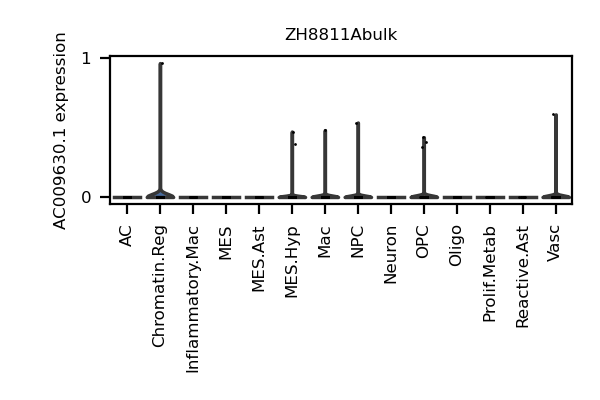 ZH8811Abulk
AC009630.1 expression
1
0
AC
Chromatin.Reg
Inflammatory.Mac
MES
MES.Ast
MES.Hyp
Mac
NPC
Neuron
OPC
Oligo
Prolif.Metab
Reactive.Ast
Vasc